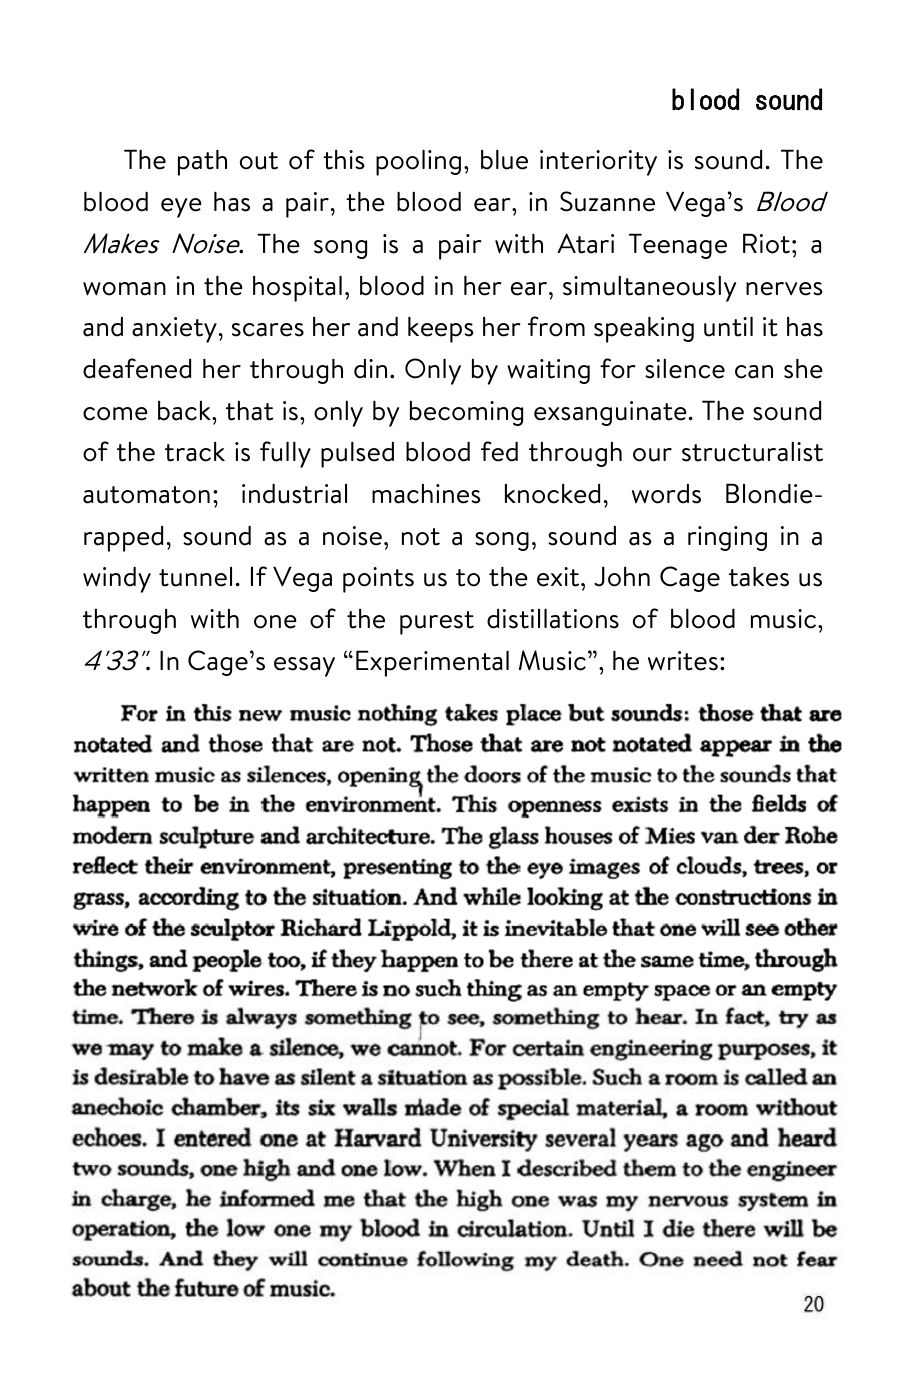 blood sound
The path out of this pooling, blue interiority is sound. The
blood eye has a pair, the blood ear, in Suzanne Vega’s Blood
Makes Noise. The song is a pair with Atari Teenage Riot; a
woman in the hospital, blood in her ear, simultaneously nerves
and anxiety, scares her and keeps her from speaking until it has
deafened her through din. Only by waiting for silence can she
come back, that is, only by becoming exsanguinate. The sound
of the track is fully pulsed blood fed through our structuralist
automaton; industrial machines knocked, words Blondie-
rapped, sound as a noise, not a song, sound as a ringing in a
windy tunnel. If Vega points us to the exit, John Cage takes us
through with one of the purest distillations of blood music,
4'33". In Cage’s essay “Experimental Music”, he writes:
For in this new music nothing takes place but sounds: those that are
notated and those that are not. Those that are not notated appear in the
written music as silences, opening the doors of the music to the sounds that
happen to be in the environment. This openness exists in the fields of
modern sculpture and architecture. The glass houses of Mies van der Rohe
reflect their environment, presenting to the eye images of clouds, trees, or
grass, according to the situation. And while looking at the constructions in
wire of the sculptor Richard Lippold, it is inevitable that one will see other
things, and people too, if they happen to be there at the same time, through
the network of wires. There is no such thing as an empty space or an empty
time. There is always something to see, something to hear. In fact, try as
we may to make a silence, we cannot. For certain engineering purposes, it
is desirable to have as silent a situation as possible. Such a room is called an
anechoic chamber, its six walls made of special material, a room without
echoes. I entered one at Harvard University several years ago and heard
two sounds, one high and one low. When I described them to the engineer
in charge, he informed me that the high one was my nervous system in
operation, the low one my blood in circulation. Until I die there will be
sounds. And they will continue following my death. One need not fear
about the future of music.
20